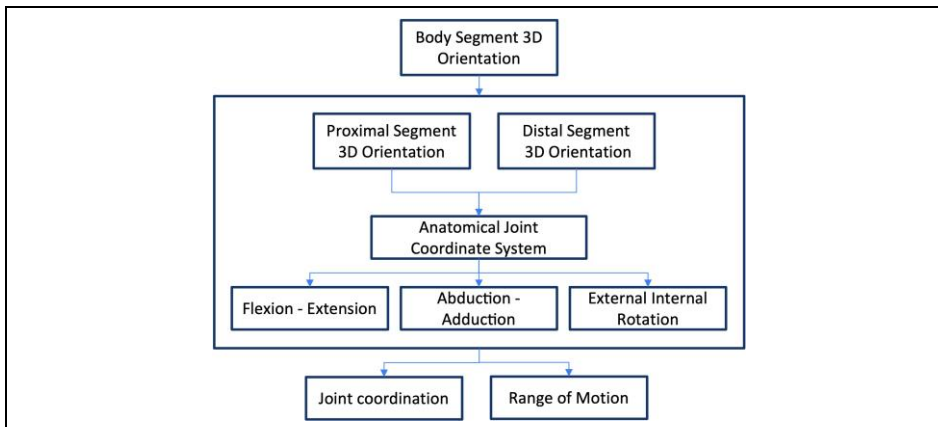 Body Segment 3D
Orientation
Proximal Segment
3D Orientation
Distal Segment
3D Orientation
Anatomical Joint
Coordinate System
Flexion - Extension
Abduction -
Adduction
External Internal
Rotation
Joint coordination
Range of Motion